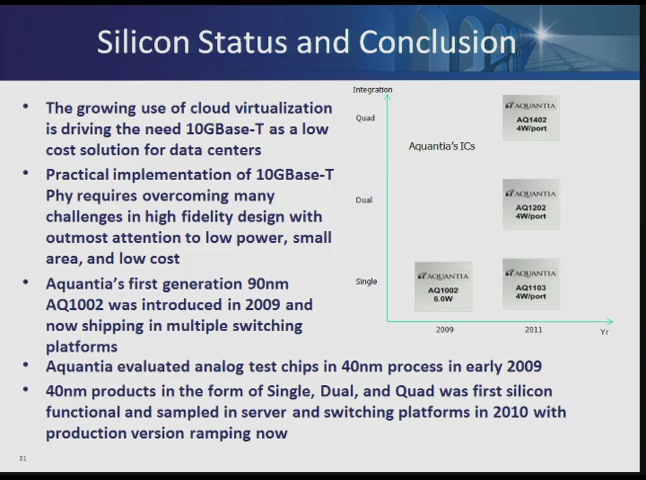 Silicon Status and Conclusion
• The growing use of cloud virtualization
is driving the need 10GBase-T as a low
cost solution for data centers
• Practical implementation of 10GBase-T
Phy requires overcoming many
challenges in high fidelity design with
outmost attention to low power, small
area, and low cost
• Aquantia's first generation 90nm
AQ1002 was introduced in 2009 and
now shipping in multiple switching
platforms
• Aquantia evaluated analog test chips in 40nm process in early 2009
• 40nm products in the form of Single, Dual, and Quad was first silicon
functional and sampled in server and switching platforms in 2010 with
production version ramping now
Integration
Quad
Aquantia's ICs
AQUANTIA
AQ1402
4W/port
Dual
AQUANTIA
AQ1202
4W/port
Single
AQUANTIA
AQ1002
6.0W
AQUANTIA
AQ1103
4W/port
2009
2011
Yr
21